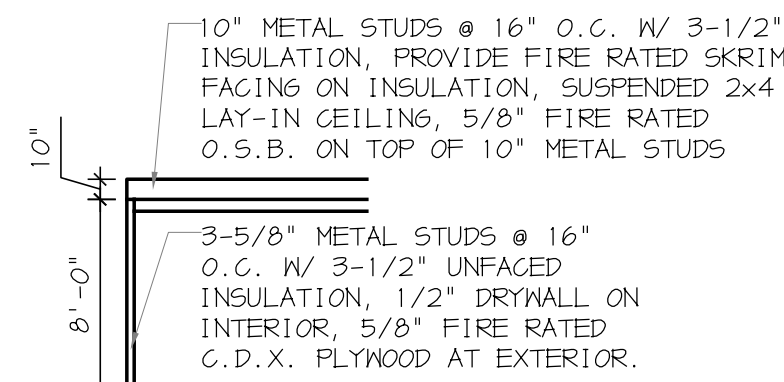 10" METAL STUDS @ 16" O.C. W/ 3-1/2"
INSULATION, PROVIDE FIRE RATED SKRIM
FACING ON INSULATION, SUSPENDED 2x4
LAY-IN CEILING, 5/8" FIRE RATED
O.S.B. ON TOP OF 10" METAL STUDS
10"
3-5/8" METAL STUDS @ 16"
O.C. W/ 3-1/2" UNFACED
INSULATION, 1/2" DRYWALL ON
INTERIOR, 5/8" FIRE RATED
C.D.X. PLYWOOD AT EXTERIOR.
8'-0"